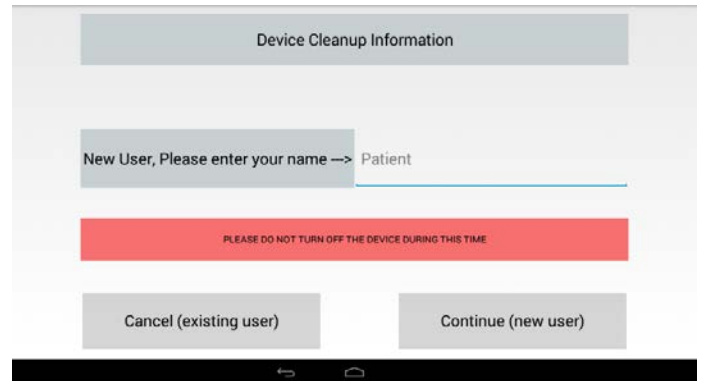 Device Cleanup Information
New User, Please enter your name ---> Patient
PLEASE DO NOT TURN OFF THE DEVICE DURING THIS TIME
Cancel (existing user) Continue (new user)